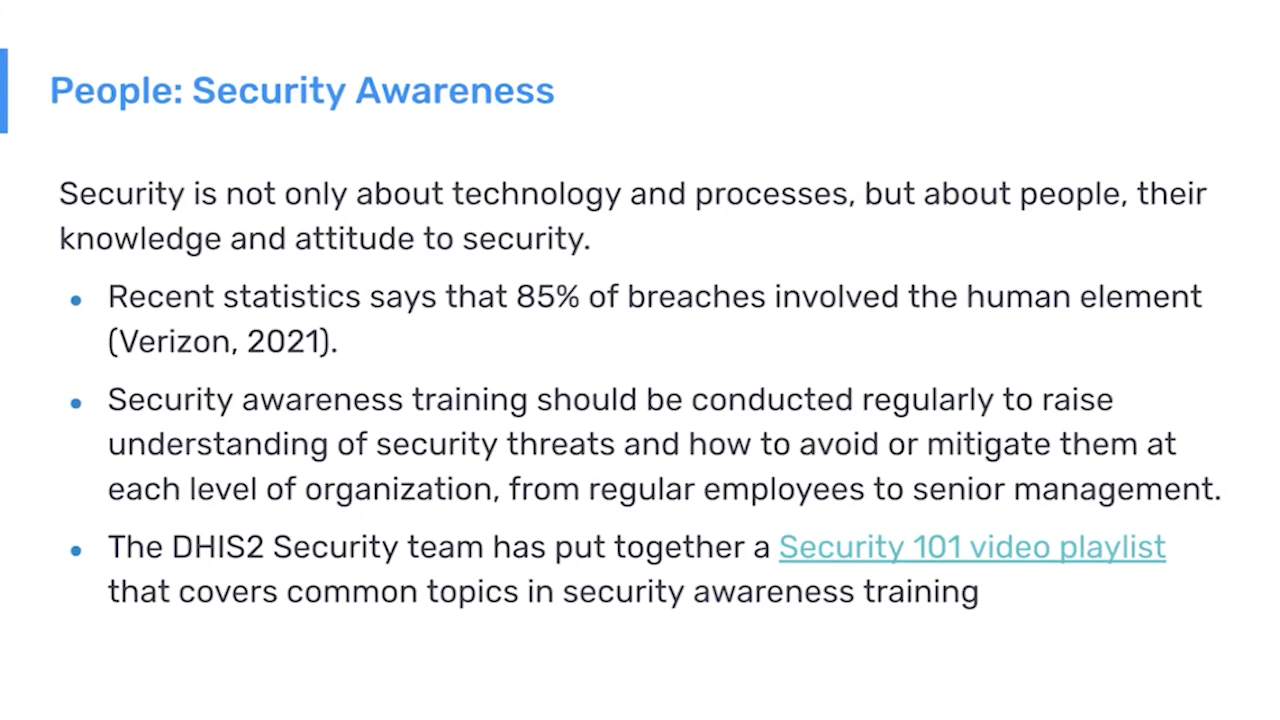 People: Security Awareness
Security is not only about technology and processes, but about people, their
knowledge and attitude to security.
• Recent statistics says that 85% of breaches involved the human element
(Verizon, 2021).
• Security awareness training should be conducted regularly to raise
understanding of security threats and how to avoid or mitigate them at
each level of organization, from regular employees to senior management.
• The DHIS2 Security team has put together a Security 101 video playlist
that covers common topics in security awareness training